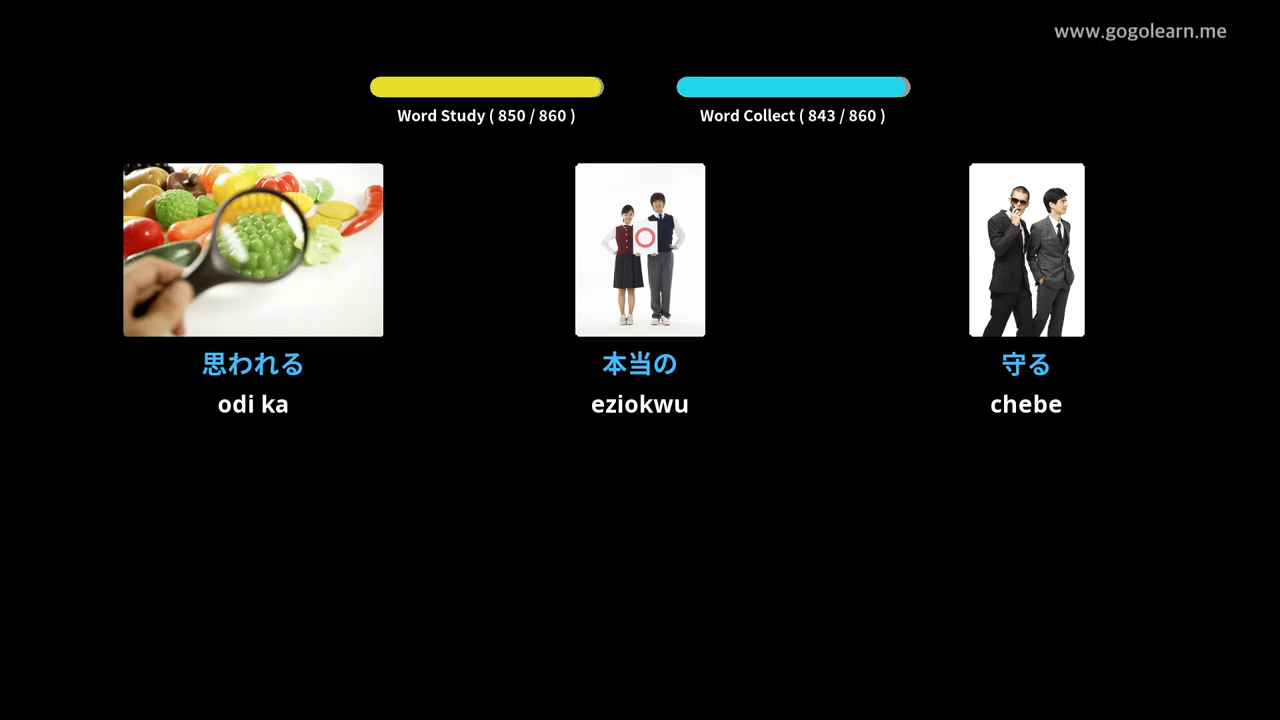 www.gogolearn.me
Word Study ( 850 / 860 )
Word Collect ( 843 / 860 )
思われる
odi ka
本当の
eziokwu
守る
chebe